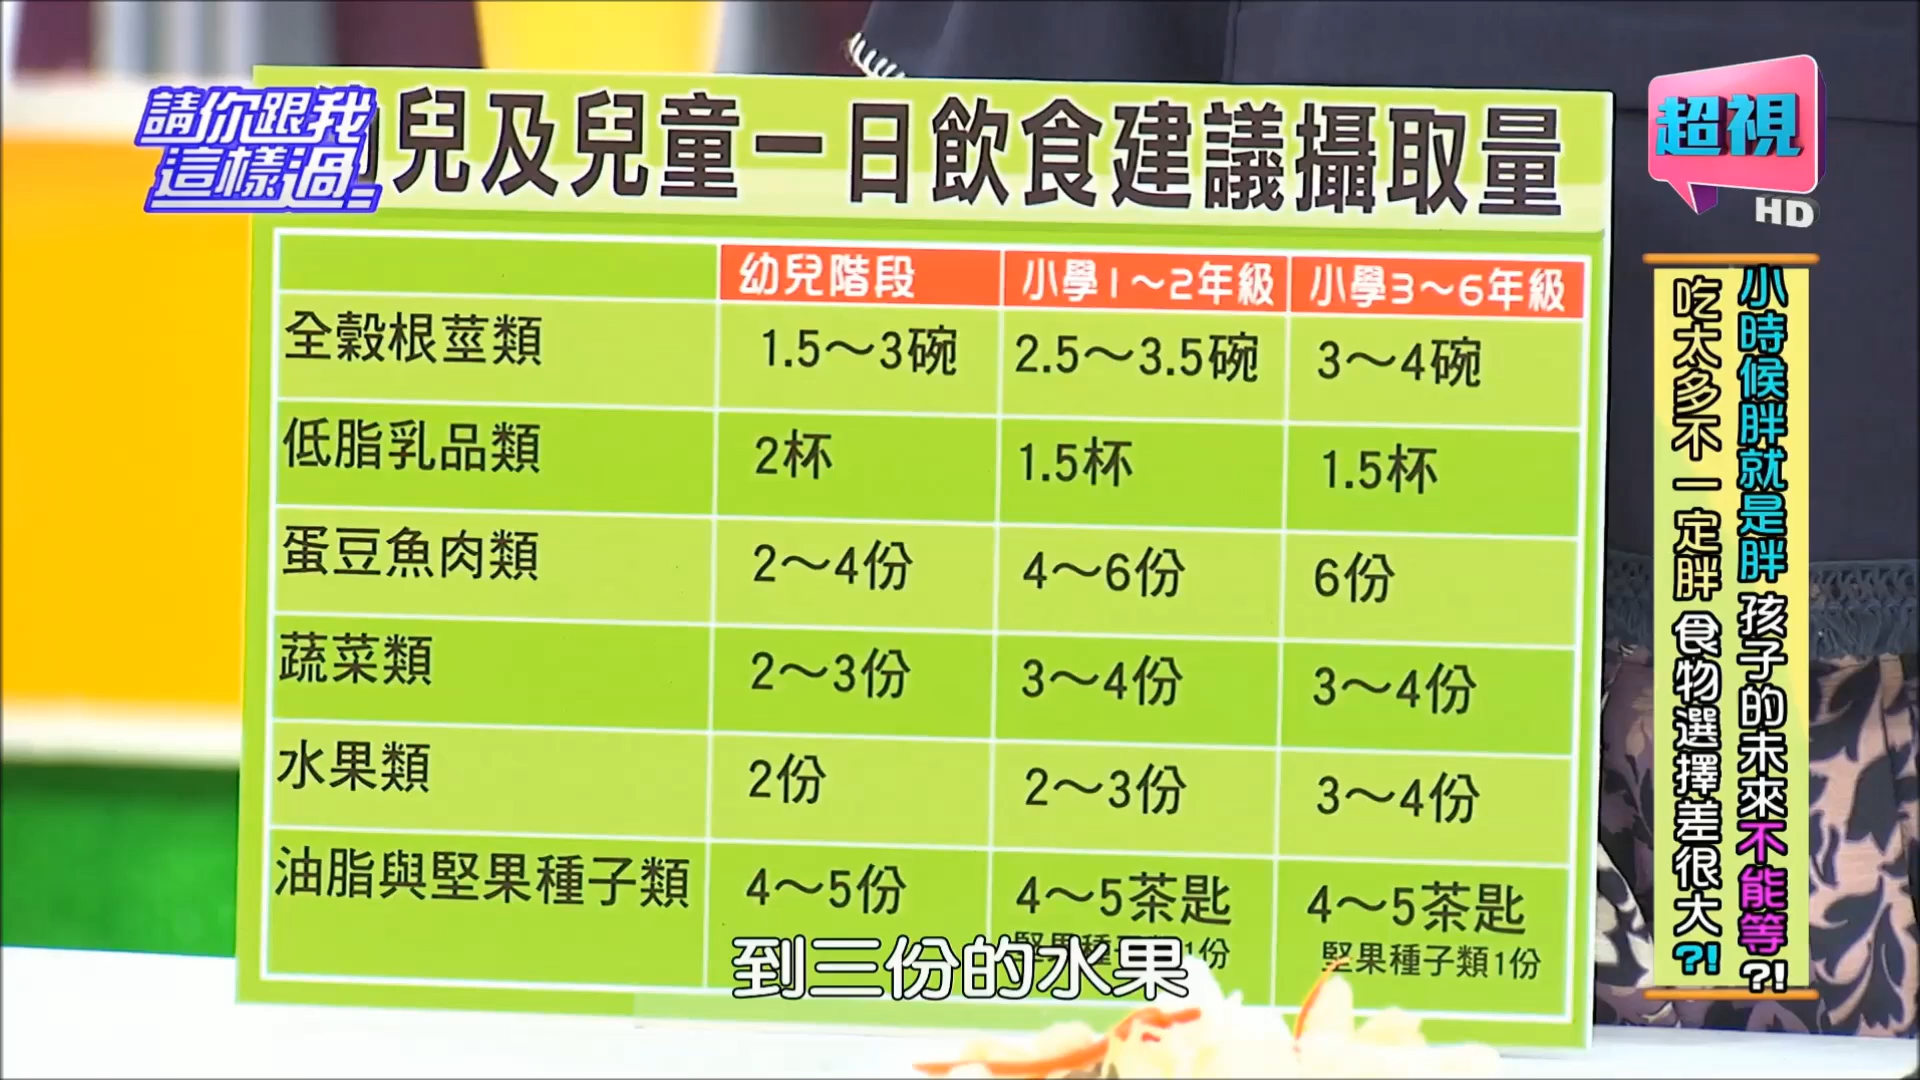 請你跟我
這樣過
兒及兒童一日飲食建議攝取量
超視
HD
幼兒階段 小學1～2年級 小學3～6年級
全穀根莖類 1.5～3碗 2.5～3.5碗 3～4碗
低脂乳品類 2杯 1.5杯 1.5杯
蛋豆魚肉類 2～4份 4～6份 6份
蔬菜類 2～3份 3～4份 3～4份
水果類 2份 2～3份 3～4份
油脂與堅果種子類 4～5份 4～5茶匙 4～5茶匙
堅果種 1份 堅果種子類1份
到三份的水果
小時候胖就是胖 孩子的未來不能等?!
吃太多不一定胖 食物選擇差很大?!